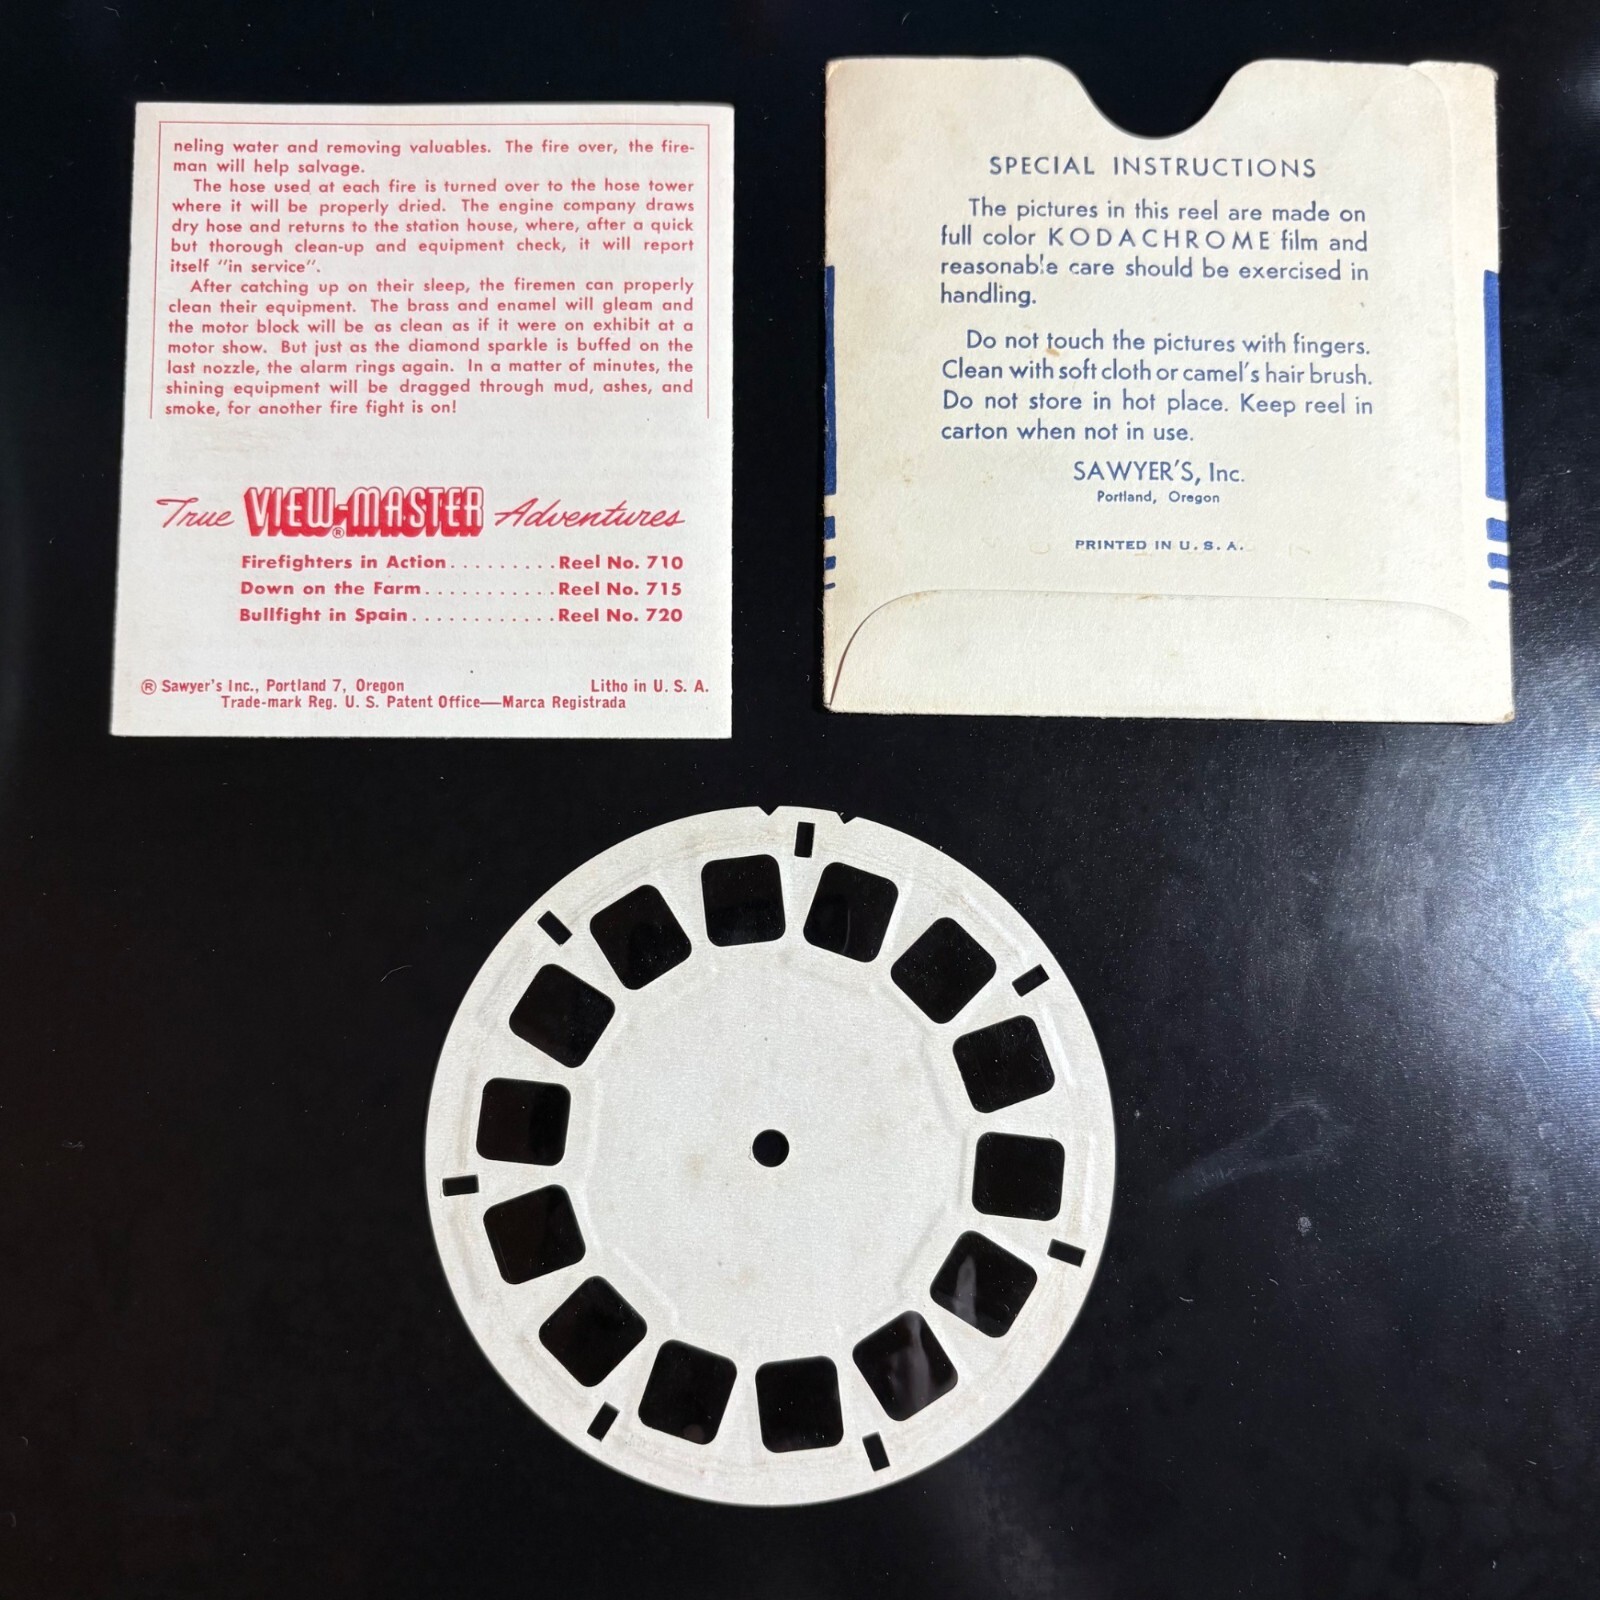 neling water and removing valuables. The fire over, the fire-
man will help salvage.
The hose used at each fire is turned over to the hose tower
where it will be properly dried. The engine company draws
dry hose and returns to the station house, where, after a quick
but thorough clean-up and equipment check, it will report
itself "in service".
After catching up on their sleep, the firemen can properly
clean their equipment. The brass and enamel will gleam and
the motor block will be as clean as if it were on exhibit at a
motor show. But just as the diamond sparkle is buffed on the
last nozzle, the alarm rings again. In a matter of minutes, the
shining equipment will be dragged through mud, ashes, and
smoke, for another fire fight is on!
True VIEW-MASTER® Adventures
Firefighters in Action.........Reel No. 710
Down on the Farm...........Reel No. 715
Bullfight in Spain............Reel No. 720
® Sawyer's Inc., Portland 7, Oregon Litho in U. S. A.
Trade-mark Reg. U. S. Patent Office—Marca Registrada
SPECIAL INSTRUCTIONS
The pictures in this reel are made on
full color KODACHROME film and
reasonable care should be exercised in
handling.
Do not touch the pictures with fingers.
Clean with soft cloth or camel's hair brush.
Do not store in hot place. Keep reel in
carton when not in use.
SAWYER'S, Inc.
Portland, Oregon
PRINTED IN U. S. A.